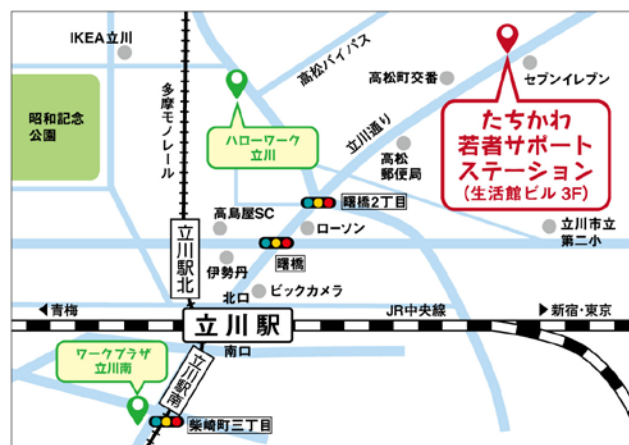 IKEA立川
高松バイパス
高松町交番
セブンイレブン
昭和記念
公園
多摩モノレール
ハローワーク
立川
立川通り
高松
郵便局
たちかわ
若者サポート
ステーション
(生活館ビル 3F)
曙橋2丁目
高島屋SC
ローソン
立川市立
第二小
立川駅北
伊勢丹
曙橋
北口
ビックカメラ
青梅
立川駅
JR中央線
新宿・東京
南口
ワークプラザ
立川南
立川駅南
柴崎町三丁目